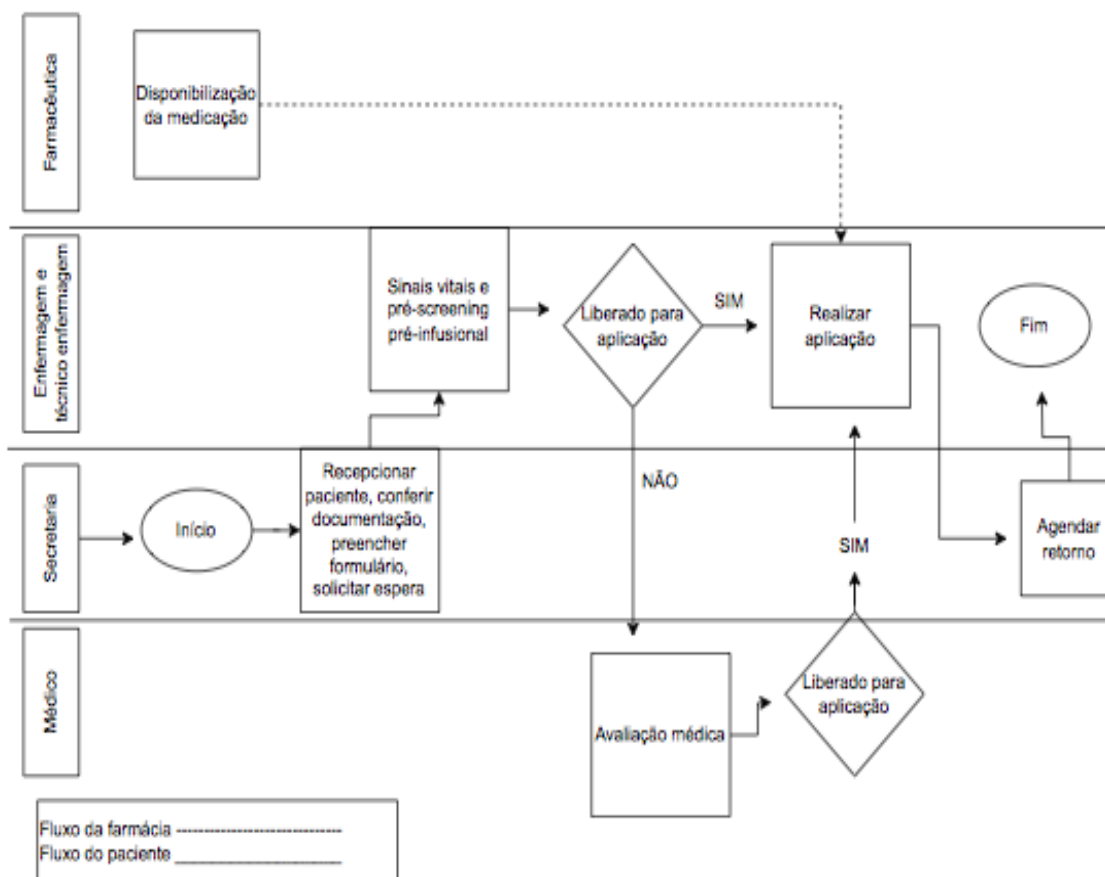 Farmacêutica
Disponibilização
da medicação
Enfermagem e
técnico enfermagem
Sinais vitais e
pré-screening
pré-infusional
Liberado para
aplicação
SIM
Realizar
aplicação
Fim
NÃO
Secretaria
Início
Recepcionar
paciente, conferir
documentação,
preencher
formulário,
solicitar espera
SIM
Agendar
retorno
Médico
Avaliação médica
Liberado para
aplicação
Fluxo da farmácia
Fluxo do paciente